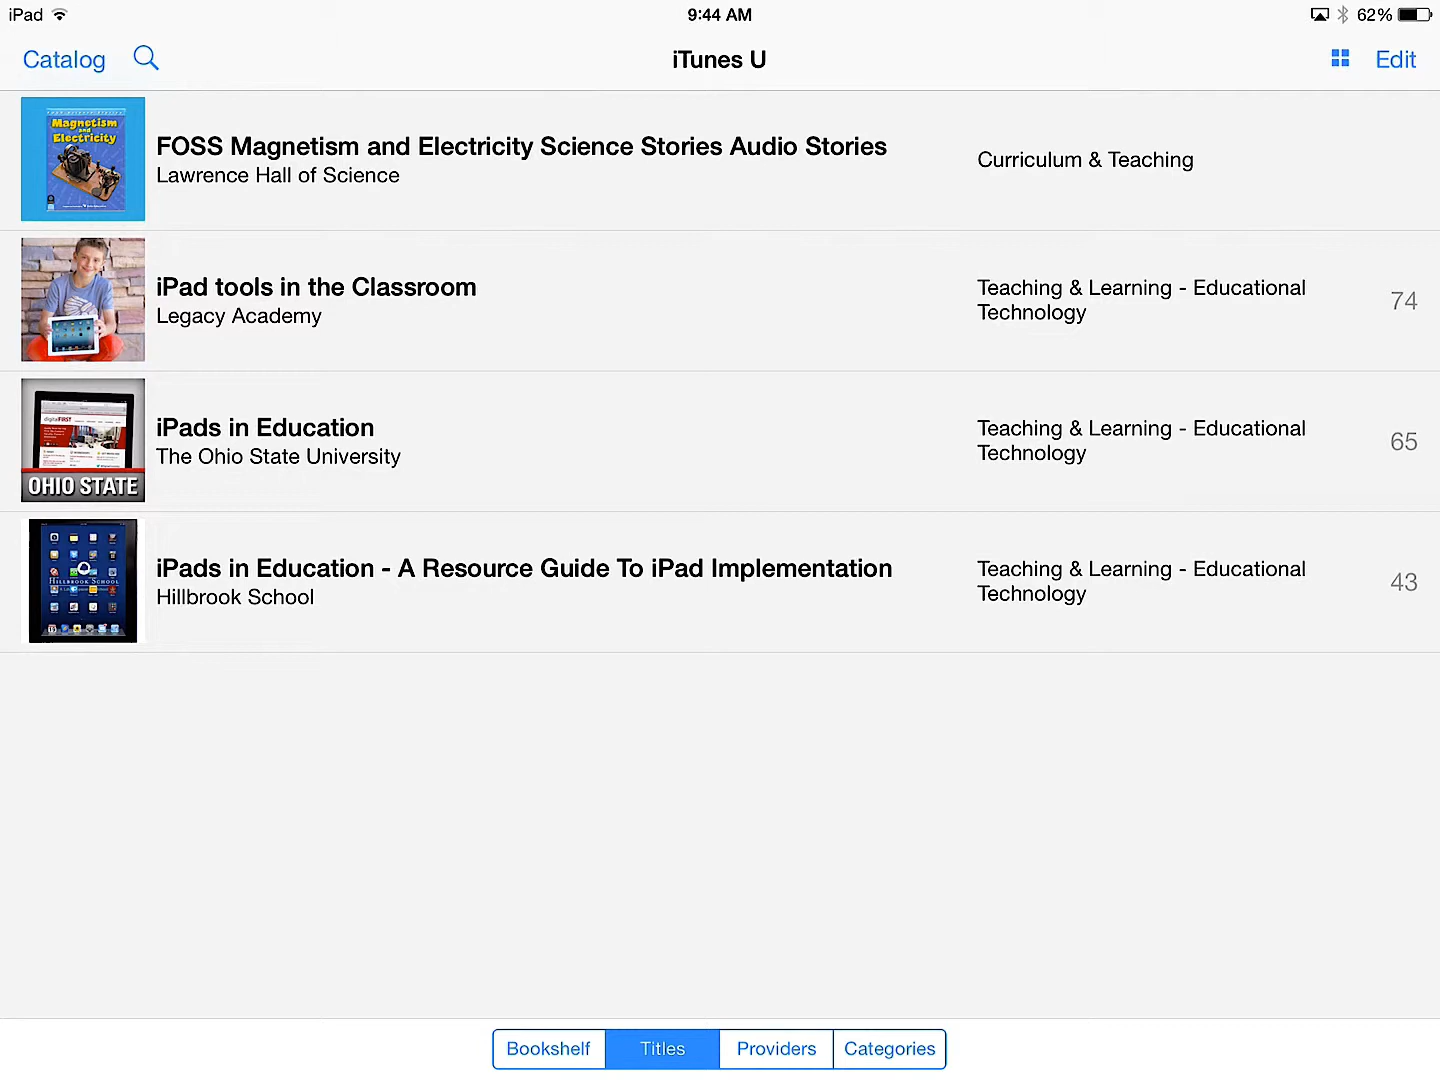 iPad
9:44 AM
62%
Catalog
iTunes U
Edit
Magnetism
and
Electricity
FOSS Magnetism and Electricity Science Stories Audio Stories
Lawrence Hall of Science
Curriculum & Teaching
iPad tools in the Classroom
Legacy Academy
Teaching & Learning - Educational
Technology
74
iPads in Education
The Ohio State University
Teaching & Learning - Educational
Technology
65
digitalFIRST
OHIO STATE
iPads in Education - A Resource Guide To iPad Implementation
Hillbrook School
Teaching & Learning - Educational
Technology
43
HILLBROOK SCHOOL
Bookshelf
Titles
Providers
Categories